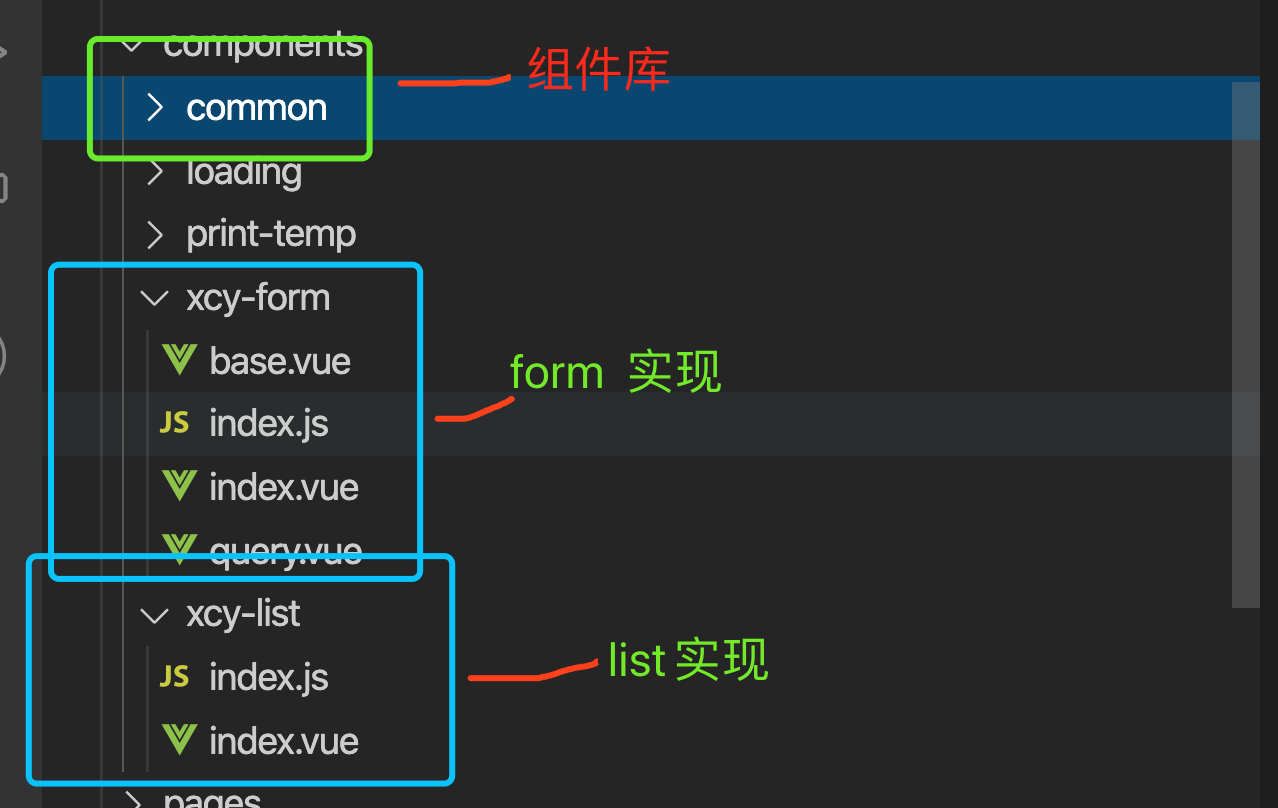 components
组件库
common
loading
print-temp
xcy-form
base.vue
form 实现
JS index.js
index.vue
query.vue
xcy-list
list 实现
JS index.js
index.vue
pages